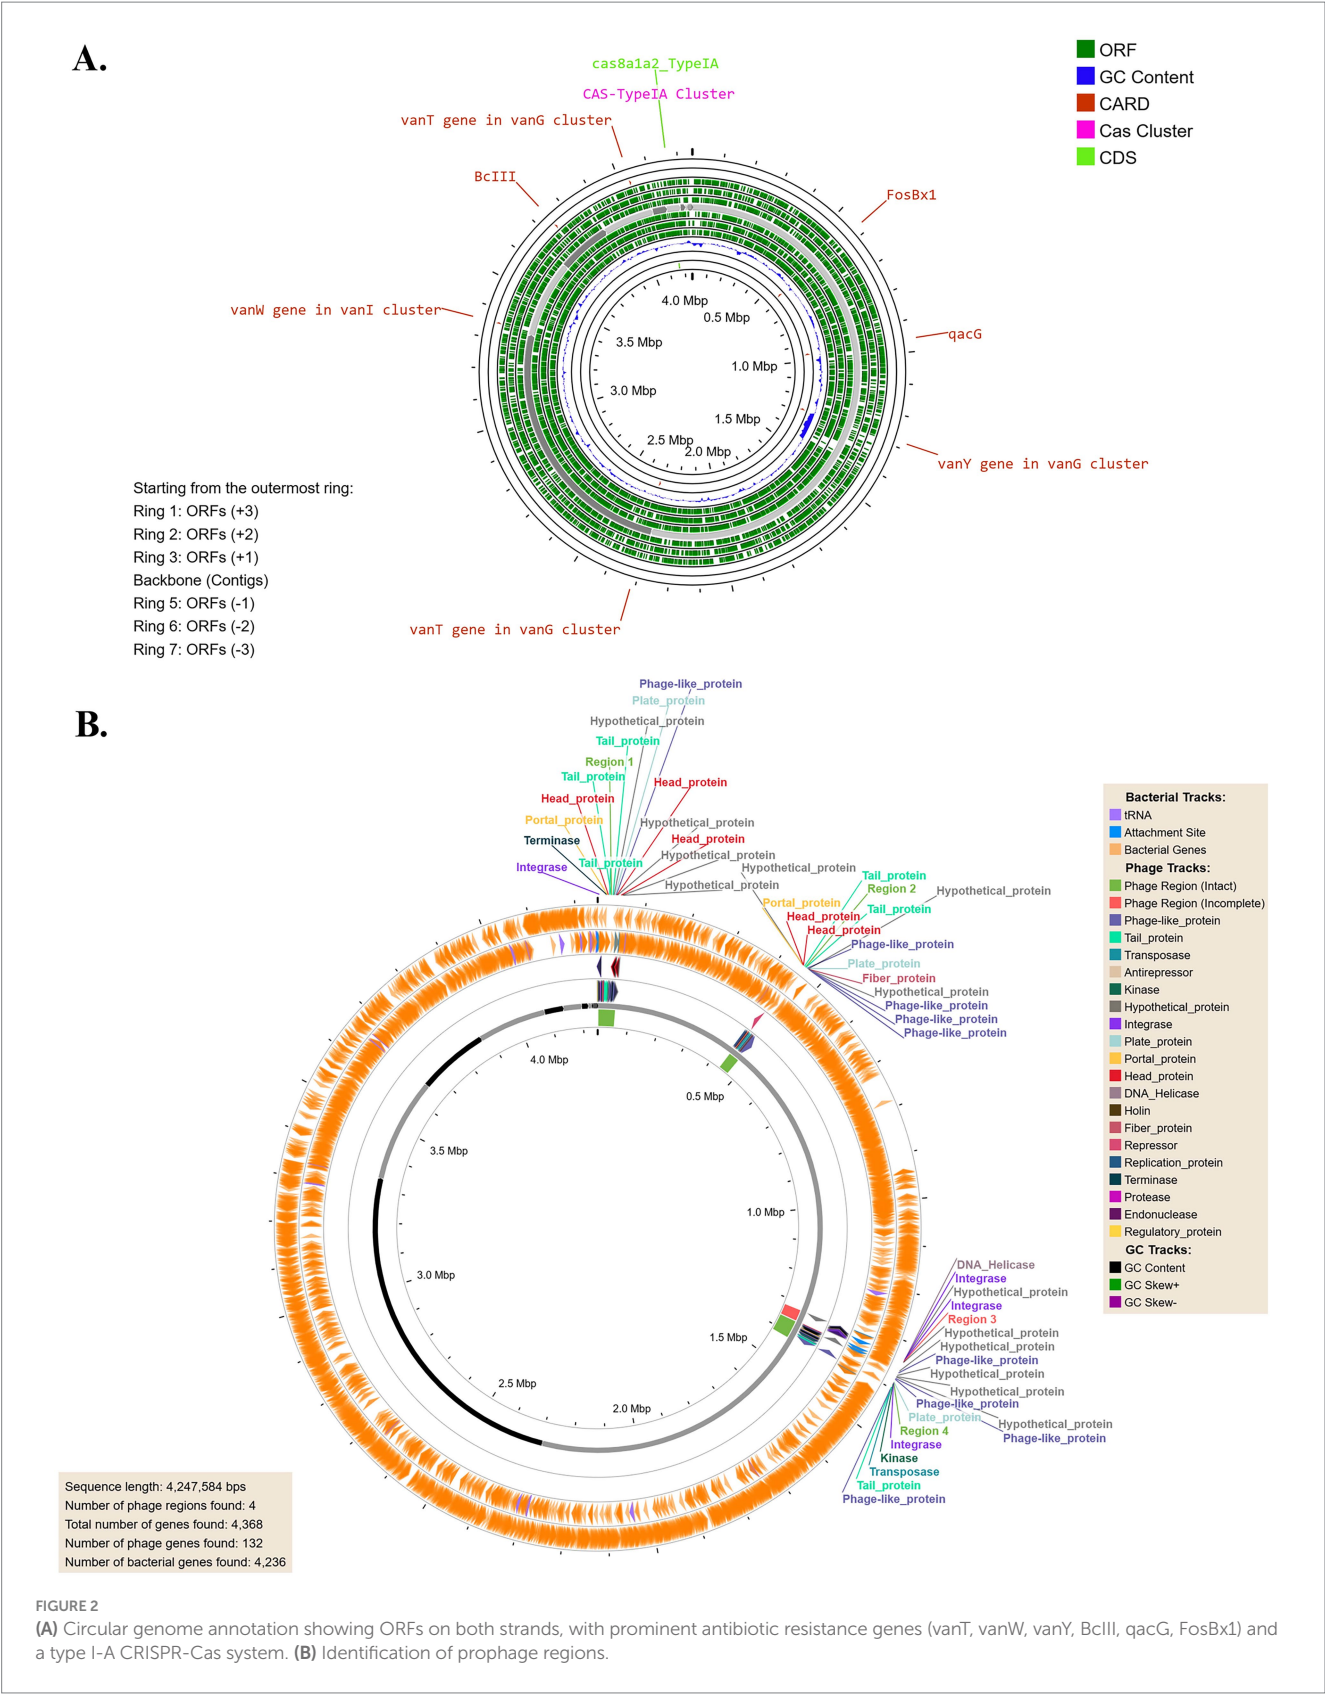 A.
ORF
GC Content
CARD
Cas Cluster
CDS
cas8a1a2_TypeIA
CAS-TypeIA Cluster
vanT gene in vanG cluster
BcIII
FosBx1
vanW gene in vanI cluster
qacG
vanY gene in vanG cluster
vanT gene in vanG cluster
4.0 Mbp
0.5 Mbp
3.5 Mbp
1.0 Mbp
3.0 Mbp
1.5 Mbp
2.5 Mbp
2.0 Mbp
Starting from the outermost ring:
Ring 1: ORFs (+3)
Ring 2: ORFs (+2)
Ring 3: ORFs (+1)
Backbone (Contigs)
Ring 5: ORFs (-1)
Ring 6: ORFs (-2)
Ring 7: ORFs (-3)
B.
Phage-like_protein
Plate_protein
Hypothetical_protein
Tail_protein
Region 1
Tail_protein
Head_protein
Head_protein
Portal_protein
Hypothetical_protein
Terminase
Head_protein
Hypothetical_protein
Tail_protein
Integrase
Hypothetical_protein
Hypothetical_protein
Tail_protein
Region 2
Hypothetical_protein
Portal_protein
Tail_protein
Head_protein
Head_protein
Phage-like_protein
Plate_protein
Fiber_protein
Hypothetical_protein
Phage-like_protein
Phage-like_protein
Phage-like_protein
4.0 Mbp
0.5 Mbp
3.5 Mbp
1.0 Mbp
3.0 Mbp
1.5 Mbp
2.5 Mbp
2.0 Mbp
DNA_Helicase
Integrase
Hypothetical_protein
Integrase
Region 3
Hypothetical_protein
Hypothetical_protein
Phage-like_protein
Hypothetical_protein
Hypothetical_protein
Phage-like_protein
Plate_protein
Hypothetical_protein
Region 4
Phage-like_protein
Integrase
Kinase
Transposase
Tail_protein
Phage-like_protein
Bacterial Tracks:
tRNA
Attachment Site
Bacterial Genes
Phage Tracks:
Phage Region (Intact)
Phage Region (Incomplete)
Phage-like_protein
Tail_protein
Transposase
Antirepressor
Kinase
Hypothetical_protein
Integrase
Plate_protein
Portal_protein
Head_protein
DNA_Helicase
Holin
Fiber_protein
Repressor
Replication_protein
Terminase
Protease
Endonuclease
Regulatory_protein
GC Tracks:
GC Content
GC Skew+
GC Skew-
Sequence length: 4,247,584 bps
Number of phage regions found: 4
Total number of genes found: 4,368
Number of phage genes found: 132
Number of bacterial genes found: 4,236
FIGURE 2
(A) Circular genome annotation showing ORFs on both strands, with prominent antibiotic resistance genes (vanT, vanW, vanY, BcIII, qacG, FosBx1) and
a type I-A CRISPR-Cas system. (B) Identification of prophage regions.